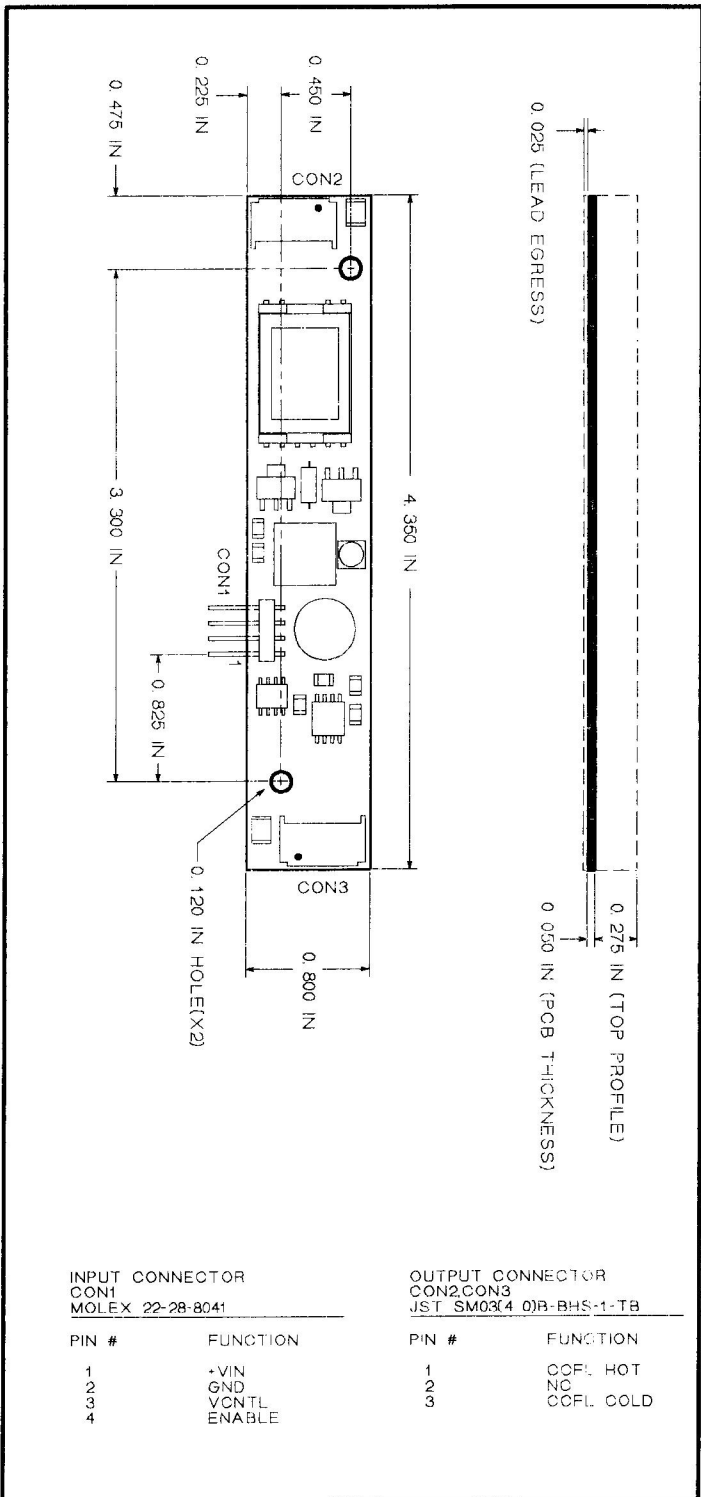 0.025 (LEAD EGRESS)
0.275 IN (TOP PROFILE)
0.050 IN (PCB THICKNESS)
0.450 IN
0.225 IN
0.475 IN
CON2
4.350 IN
3.300 IN
CON1
1
0.825 IN
CON3
0.800 IN
0.120 IN HOLE(X2)
INPUT CONNECTOR
CON1
MOLEX 22-28-8041
PIN # FUNCTION
1 +VIN
2 GND
3 VCNTL
4 ENABLE
OUTPUT CONNECTOR
CON2,CON3
JST SM03(4.0)B-BHS-1-TB
PIN # FUNCTION
1 CCFL HOT
2 NC
3 CCFL COLD